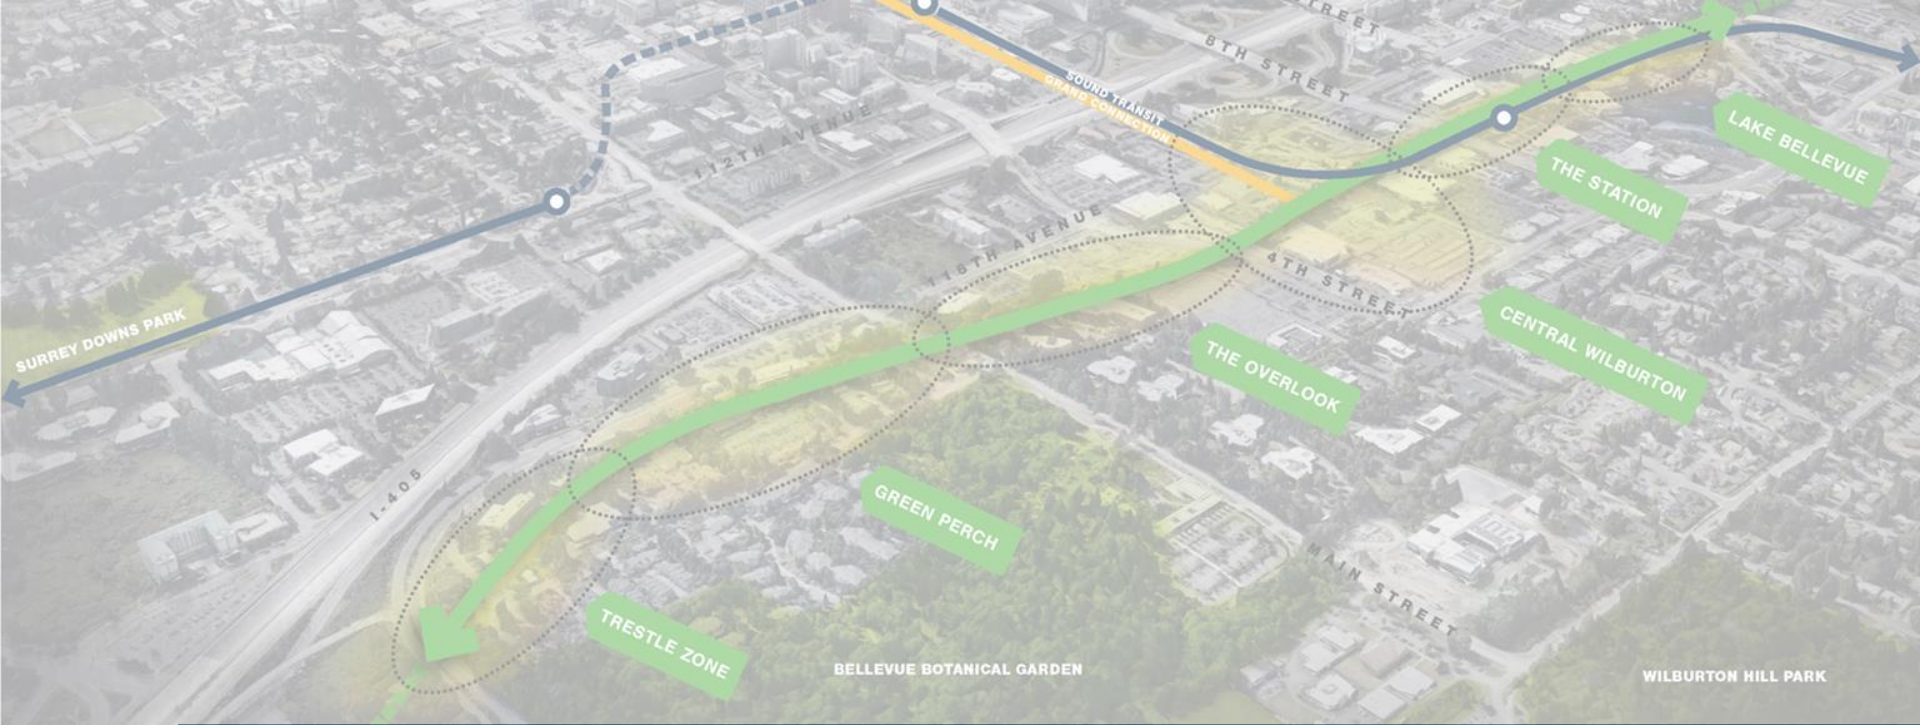 STREET
8TH STREET
SOUND TRANSIT
GRAND CONNECTION
112TH AVENUE
LAKE BELLEVUE
THE STATION
116TH AVENUE
4TH STREET
SURREY DOWNS PARK
CENTRAL WILBURTON
THE OVERLOOK
I-405
GREEN PERCH
MAIN STREET
TRESTLE ZONE
BELLEVUE BOTANICAL GARDEN
WILBURTON HILL PARK